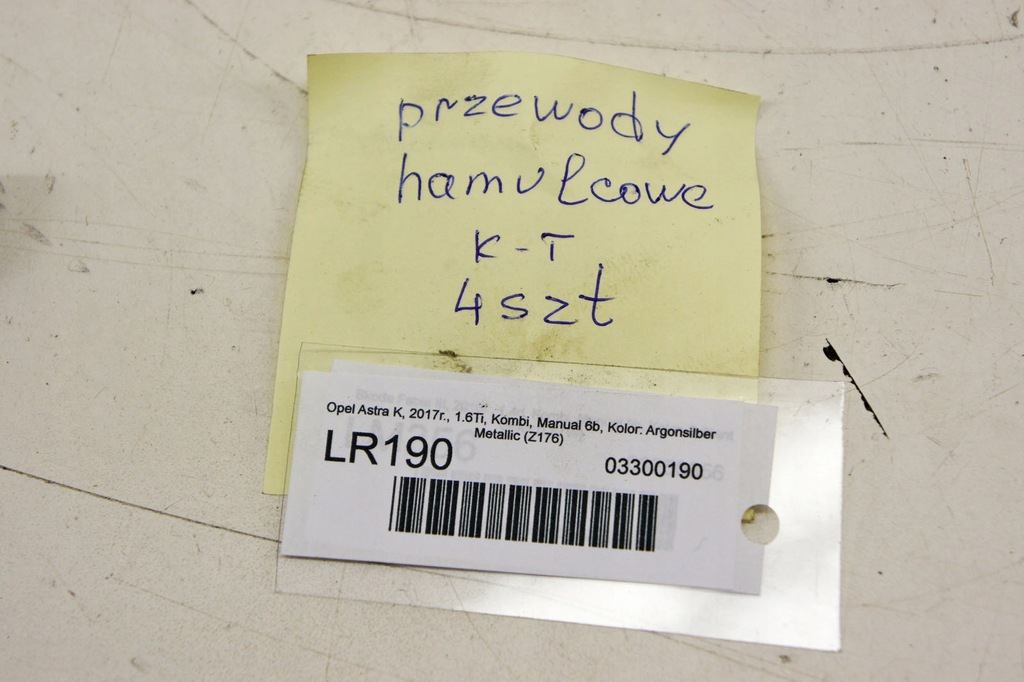 przewody
hamulcowe
K-T
4szt
Opel Astra K, 2017r., 1.6Ti, Kombi, Manual 6b, Kolor: Argonsilber
Metallic (Z176)
LR190
03300190